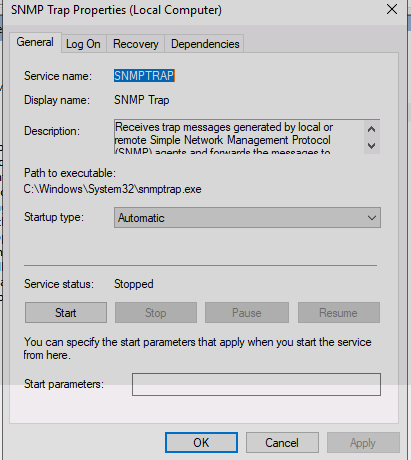 SNMP Trap Properties (Local Computer)
General Log On Recovery Dependencies
Service name: SNMPTRAP
Display name: SNMP Trap
Description: Receives trap messages generated by local or
remote Simple Network Management Protocol
(SNMP) agents and forwards the messages to
Path to executable:
C:\Windows\System32\snmptrap.exe
Startup type: Automatic
Service status: Stopped
Start Stop Pause Resume
You can specify the start parameters that apply when you start the service
from here.
Start parameters:
OK Cancel Apply